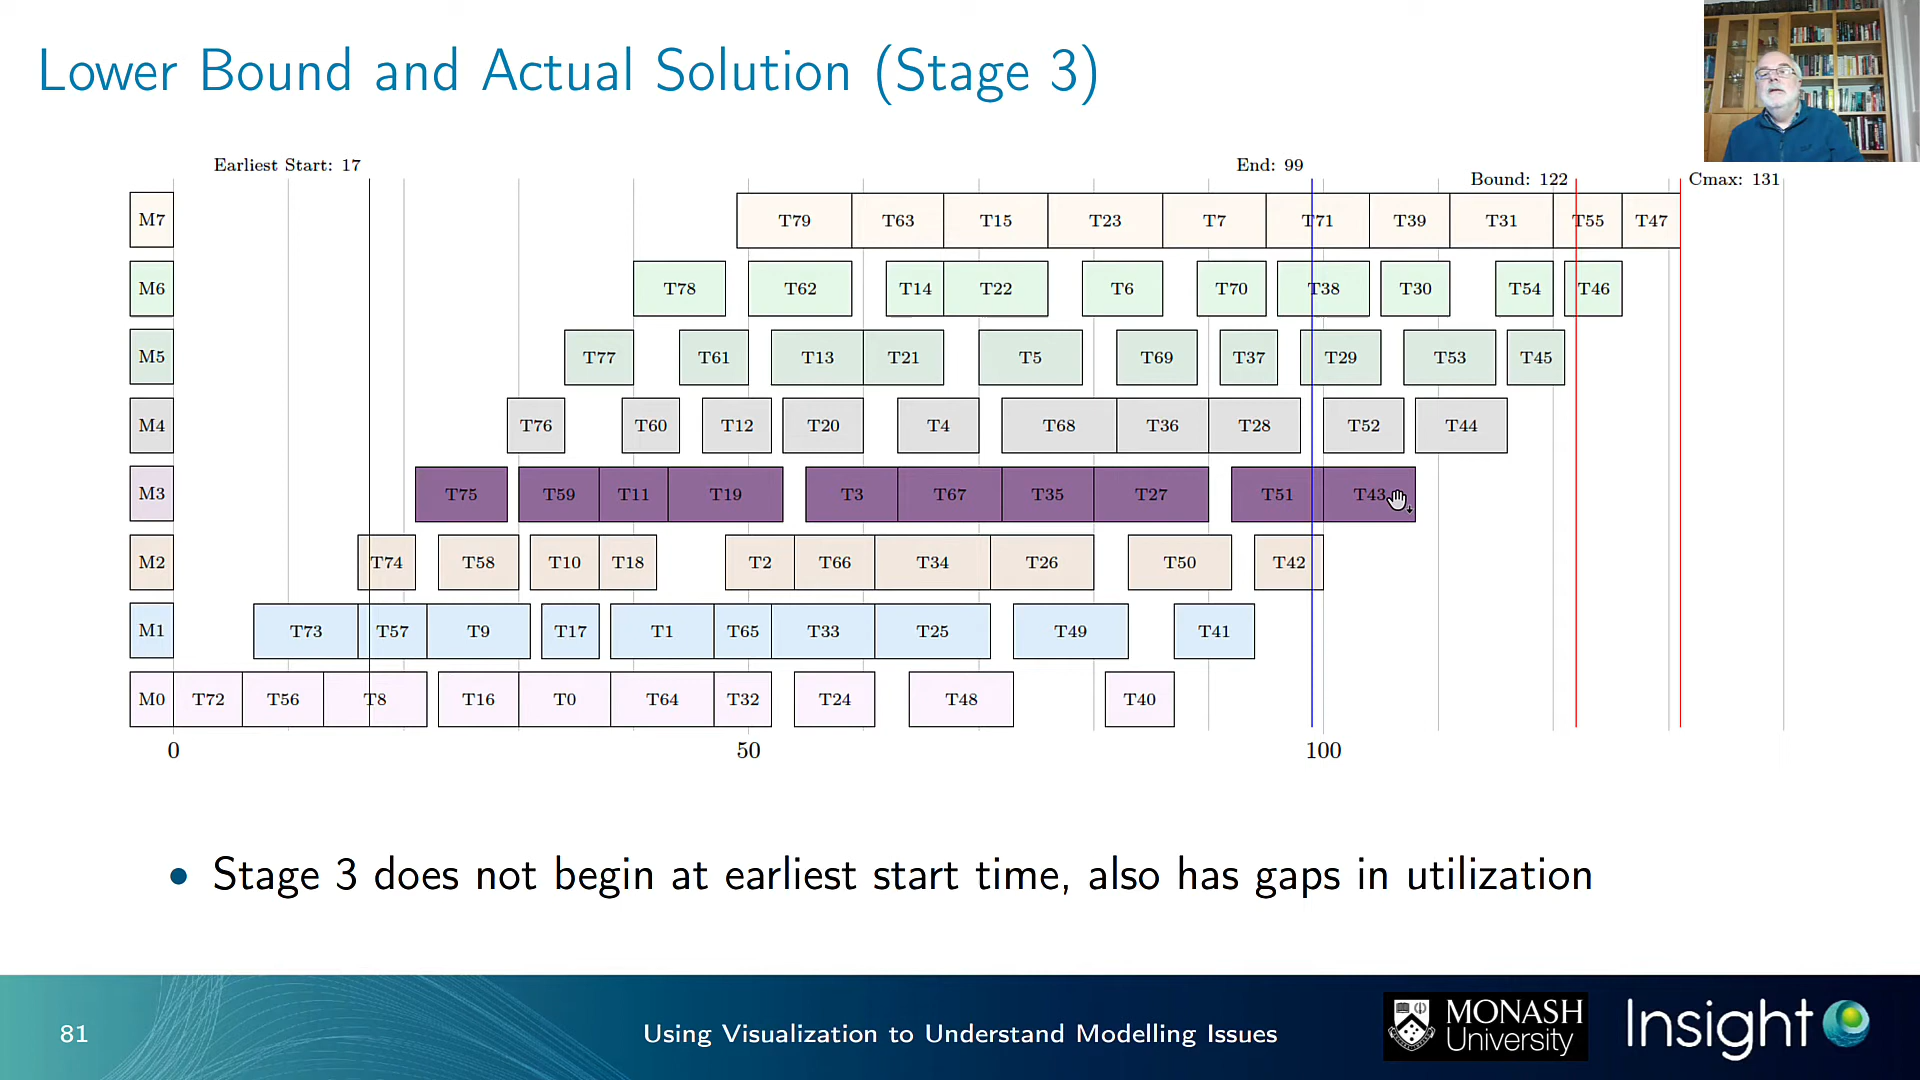 Lower Bound and Actual Solution (Stage 3)
Earliest Start: 17
End: 99
Bound: 122
Cmax: 131
M7 T79 T63 T15 T23 T7 T71 T39 T31 T55 T47
M6 T78 T62 T14 T22 T6 T70 T38 T30 T54 T46
M5 T77 T61 T13 T21 T5 T69 T37 T29 T53 T45
M4 T76 T60 T12 T20 T4 T68 T36 T28 T52 T44
M3 T75 T59 T11 T19 T3 T67 T35 T27 T51 T43
M2 T74 T58 T10 T18 T2 T66 T34 T26 T50 T42
M1 T73 T57 T9 T17 T1 T65 T33 T25 T49 T41
M0 T72 T56 T8 T16 T0 T64 T32 T24 T48 T40
0 50 100
• Stage 3 does not begin at earliest start time, also has gaps in utilization
81
Using Visualization to Understand Modelling Issues
MONASH
University
Insight